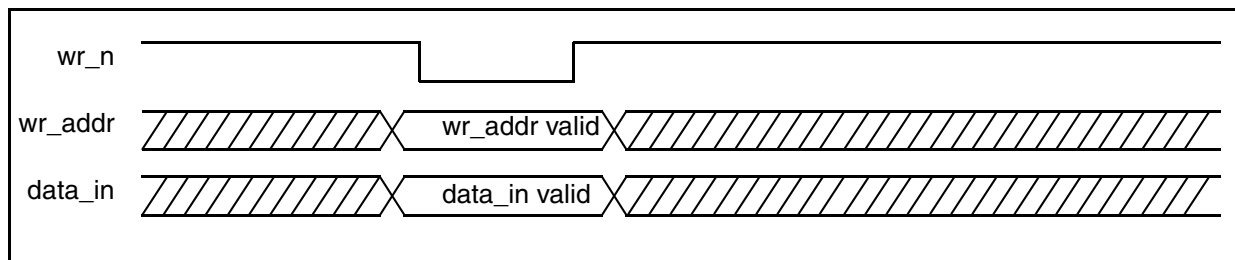 wr_n
wr_addr wr_addr valid
data_in data_in valid